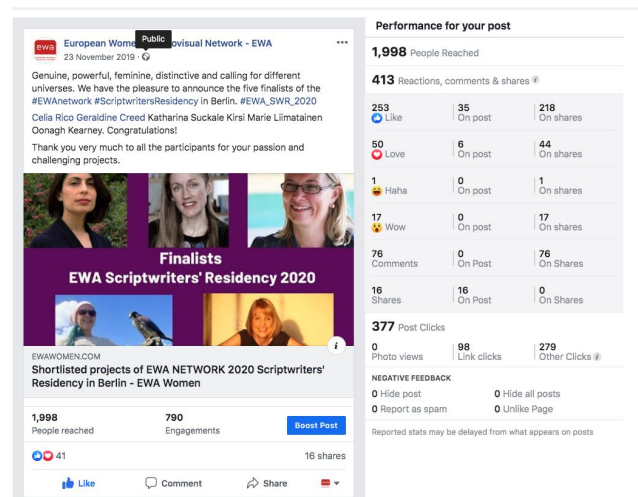 ewa
European Wome
ovisual Network - EWA
Public
23 November 2019 ·
Genuine, powerful, feminine, distinctive and calling for different
universes. We have the pleasure to announce the five finalists of the
#EWAnetwork #ScriptwritersResidency in Berlin. #EWA_SWR_2020
Celia Rico Geraldine Creed Katharina Suckale Kirsi Marie Liimatainen
Oonagh Kearney. Congratulations!
Thank you very much to all the participants for your passion and
challenging projects.
Finalists
EWA Scriptwriters' Residency 2020
i
EWAWOMEN.COM
Shortlisted projects of EWA NETWORK 2020 Scriptwriters'
Residency in Berlin - EWA Women
1,998
People reached
790
Engagements
Boost Post
41
16 shares
Like
Comment
Share
Performance for your post
1,998 People Reached
413 Reactions, comments & shares i
253
Like
35
On post
218
On shares
50
Love
6
On post
44
On shares
1
Haha
0
On post
1
On shares
17
Wow
0
On post
17
On shares
76
Comments
0
On Post
76
On Shares
16
Shares
16
On Post
0
On Shares
377 Post Clicks
0
Photo views
98
Link clicks
279
Other Clicks i
NEGATIVE FEEDBACK
0 Hide post
0 Hide all posts
0 Report as spam
0 Unlike Page
Reported stats may be delayed from what appears on posts